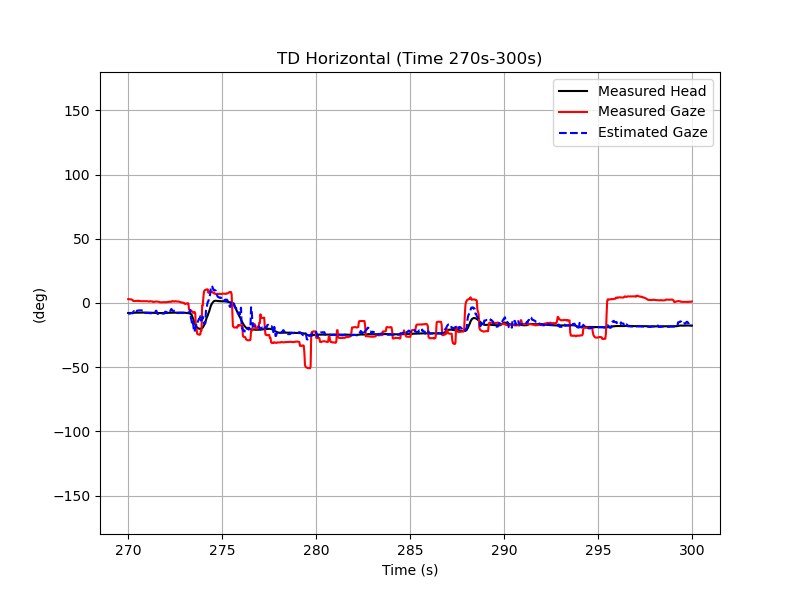 TD Horizontal (Time 270s-300s)
Measured Head
Measured Gaze
Estimated Gaze
150
100
50
0
−50
−100
−150
(deg)
270 275 280 285 290 295 300
Time (s)